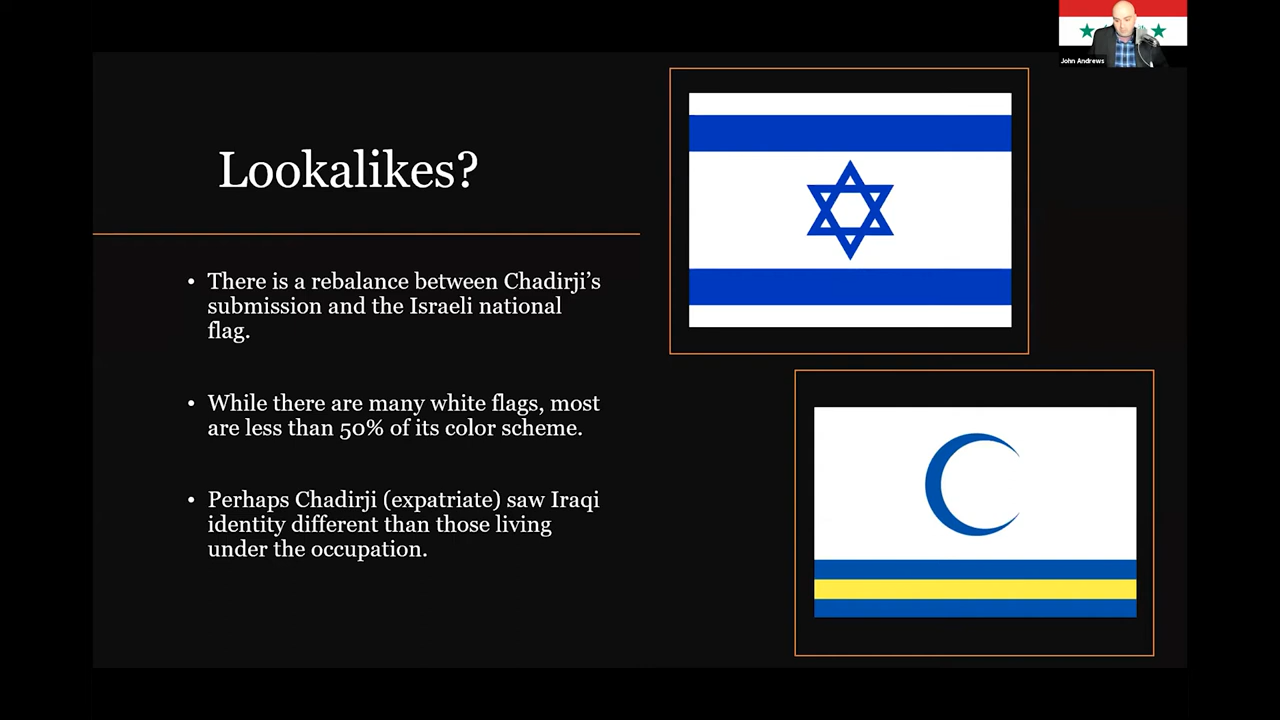 John Andrews
Lookalikes?
• There is a rebalance between Chadirji’s
submission and the Israeli national
flag.
• While there are many white flags, most
are less than 50% of its color scheme.
• Perhaps Chadirji (expatriate) saw Iraqi
identity different than those living
under the occupation.